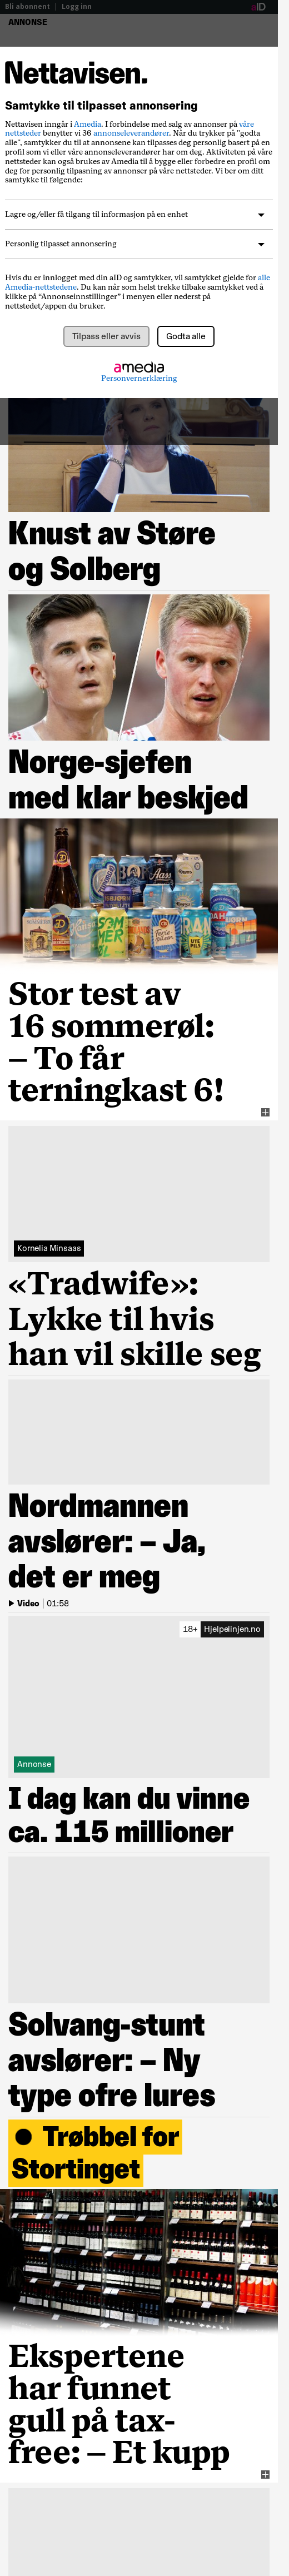 Bli abonnent | Logg inn
aID
ANNONSE
Nettavisen.
Samtykke til tilpasset annonsering
Nettavisen inngår i Amedia. I forbindelse med salg av annonser på våre
nettsteder benytter vi 36 annonseleverandører. Når du trykker på "godta
alle", samtykker du til at annonsene kan tilpasses deg personlig basert på en
profil som vi eller våre annonseleverandører har om deg. Aktiviteten på våre
nettsteder kan også brukes av Amedia til å bygge eller forbedre en profil om
deg for personlig tilpasning av annonser på våre nettsteder. Vi ber om ditt
samtykke til følgende:
Lagre og/eller få tilgang til informasjon på en enhet
Personlig tilpasset annonsering
Hvis du er innlogget med din aID og samtykker, vil samtykket gjelde for alle
Amedia-nettstedene. Du kan når som helst trekke tilbake samtykket ved å
klikke på “Annonseinnstillinger” i menyen eller nederst på
nettstedet/appen du bruker.
Tilpass eller avvis
Godta alle
amedia
Personvernerklæring
Knust av Støre
og Solberg
Norge-sjefen
med klar beskjed
Stor test av
16 sommerøl:
– To får
terningkast 6!
Kornelia Minsaas
«Tradwife»:
Lykke til hvis
han vil skille seg
Nordmannen
avslører: – Ja,
det er meg
Video | 01:58
18+ Hjelpelinjen.no
Annonse
I dag kan du vinne
ca. 115 millioner
Solvang-stunt
avslører: – Ny
type ofre lures
Trøbbel for
Stortinget
Ekspertene
har funnet
gull på tax-
free: – Et kupp